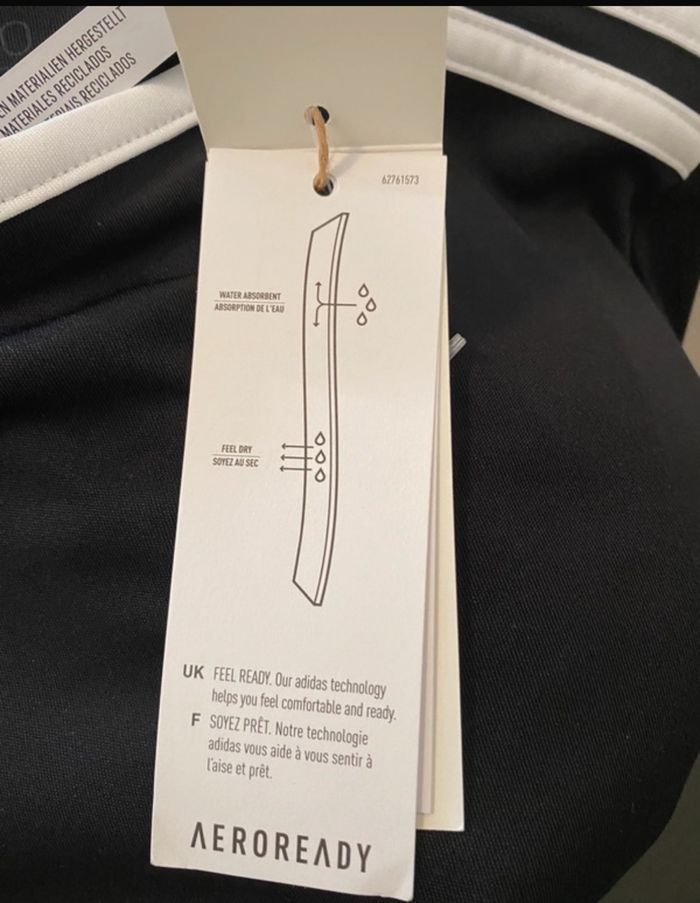 EN MATERIALIEN HERGESTELLT
MATERIALES RECICLADOS
RECICLADOS
62761573
WATER ABSORBENT
ABSORPTION DE L'EAU
FEEL DRY
SOYEZ AU SEC
UK FEEL READY. Our adidas technology
helps you feel comfortable and ready.
F SOYEZ PRÊT. Notre technologie
adidas vous aide à vous sentir à
l'aise et prêt.
AEROREADY